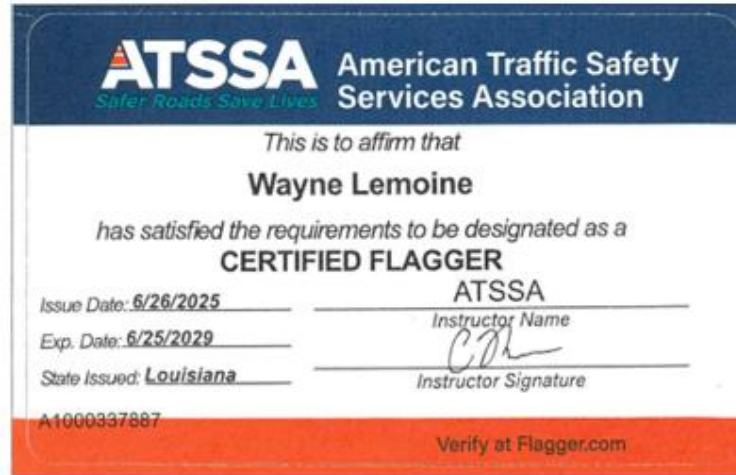 ATSSA
Safer Roads Save Lives
American Traffic Safety
Services Association
This is to affirm that
Wayne Lemoine
has satisfied the requirements to be designated as a
CERTIFIED FLAGGER
Issue Date: 6/26/2025
ATSSA
Instructor Name
Exp. Date: 6/25/2029
State Issued: Louisiana
Instructor Signature
A1000337887
Verify at Flagger.com